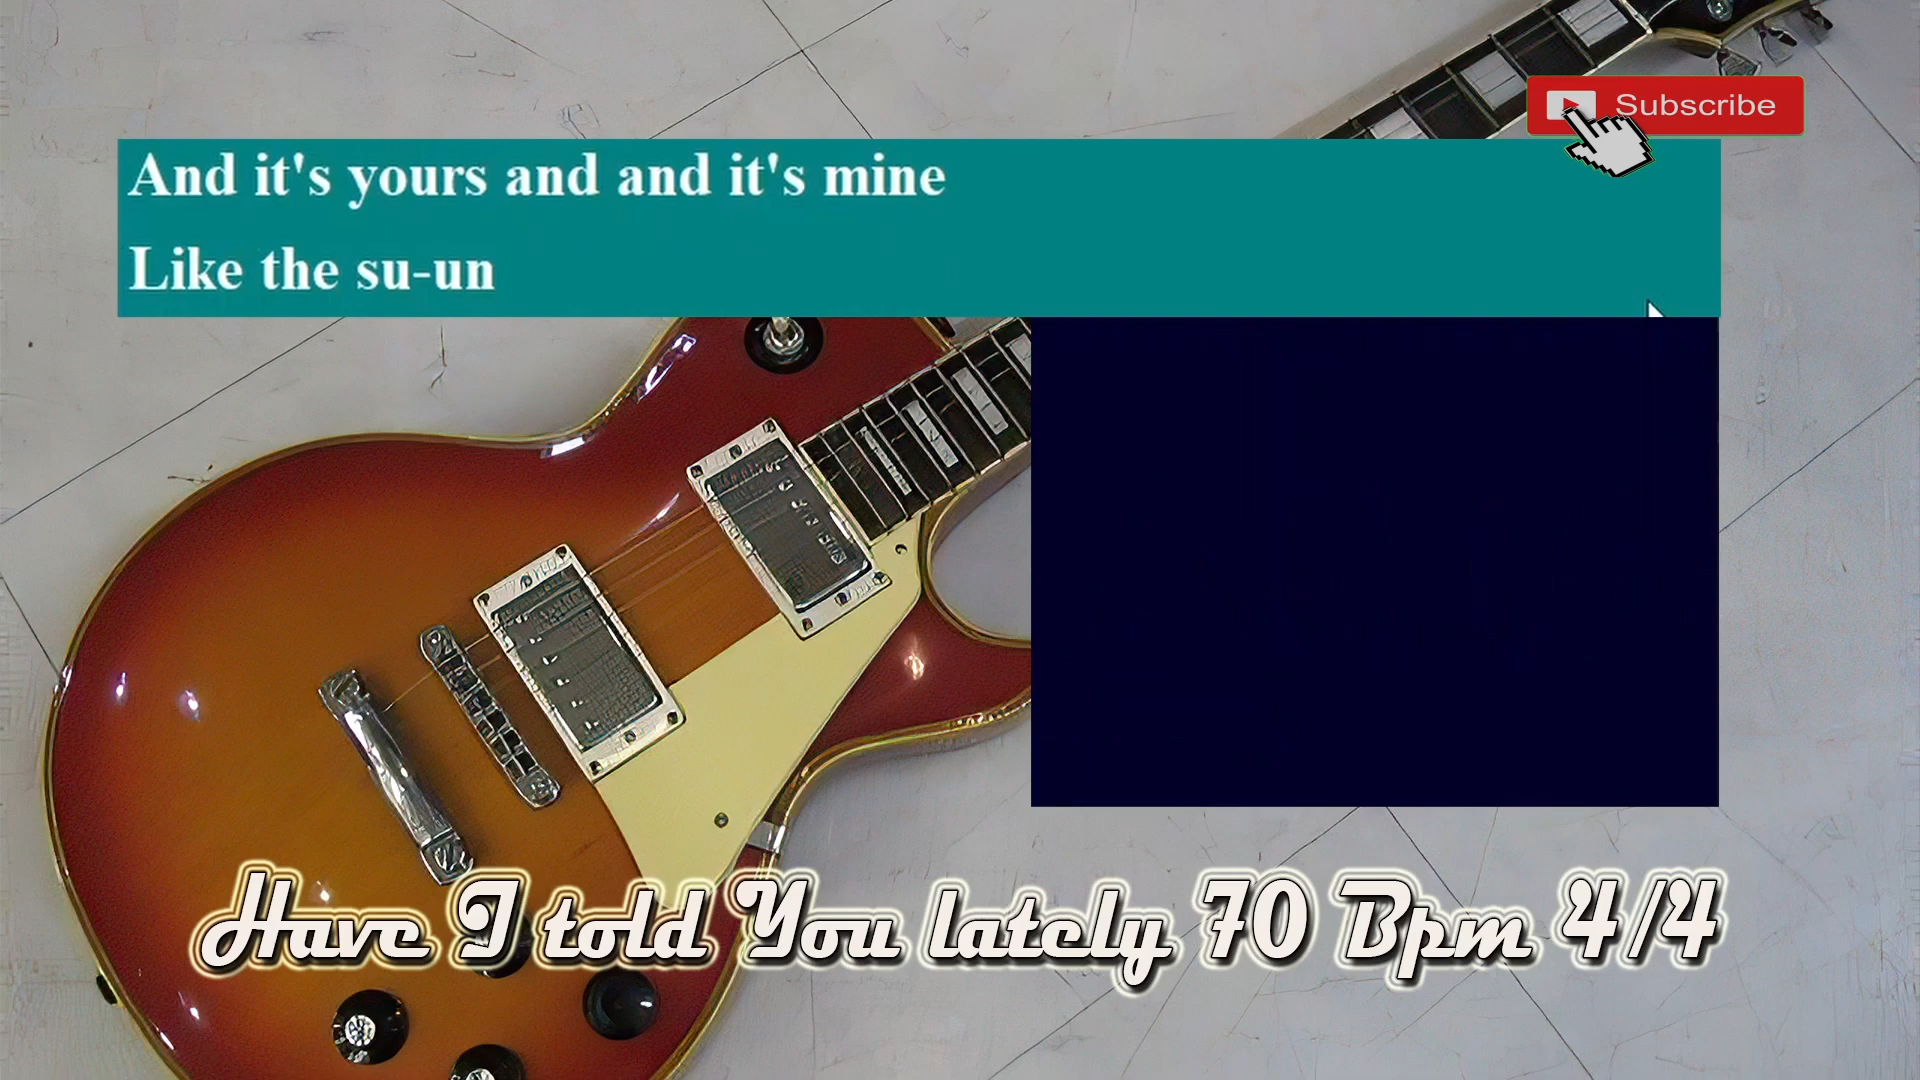 Subscribe
And it's yours and and it's mine
Like the su-un
Have I told You lately 70 Bpm 4/4